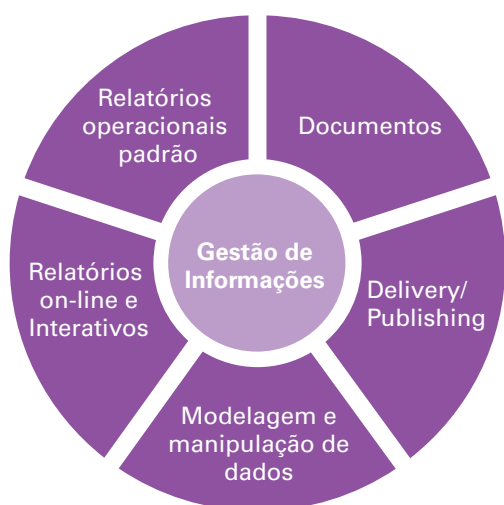 Relatórios
operacionais
padrão
Documentos
Gestão de
Informações
Relatórios
on-line e
Interativos
Delivery/
Publishing
Modelagem e
manipulação de
dados